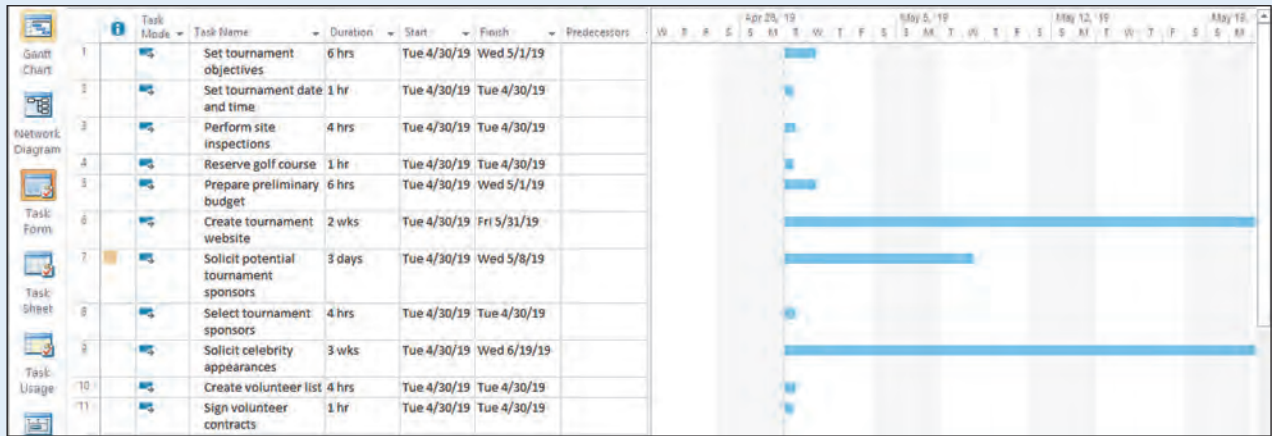 Task
Mode Task Name Duration Start Finish Predecessors
Apr 28, '19 May 5, '19 May 12, '19 May 19,
W T F S S M T W T F S S M T W T F S S M T W T F S S M
Gantt
Chart
Network
Diagram
Task
Form
Task
Sheet
Task
Usage
1 Set tournament 6 hrs Tue 4/30/19 Wed 5/1/19
objectives
2 Set tournament date 1 hr Tue 4/30/19 Tue 4/30/19
and time
3 Perform site 4 hrs Tue 4/30/19 Tue 4/30/19
inspections
4 Reserve golf course 1 hr Tue 4/30/19 Tue 4/30/19
5 Prepare preliminary 6 hrs Tue 4/30/19 Wed 5/1/19
budget
6 Create tournament 2 wks Tue 4/30/19 Fri 5/31/19
website
7 Solicit potential 3 days Tue 4/30/19 Wed 5/8/19
tournament
sponsors
8 Select tournament 4 hrs Tue 4/30/19 Tue 4/30/19
sponsors
9 Solicit celebrity 3 wks Tue 4/30/19 Wed 6/19/19
appearances
10 Create volunteer list 4 hrs Tue 4/30/19 Tue 4/30/19
11 Sign volunteer 1 hr Tue 4/30/19 Tue 4/30/19
contracts